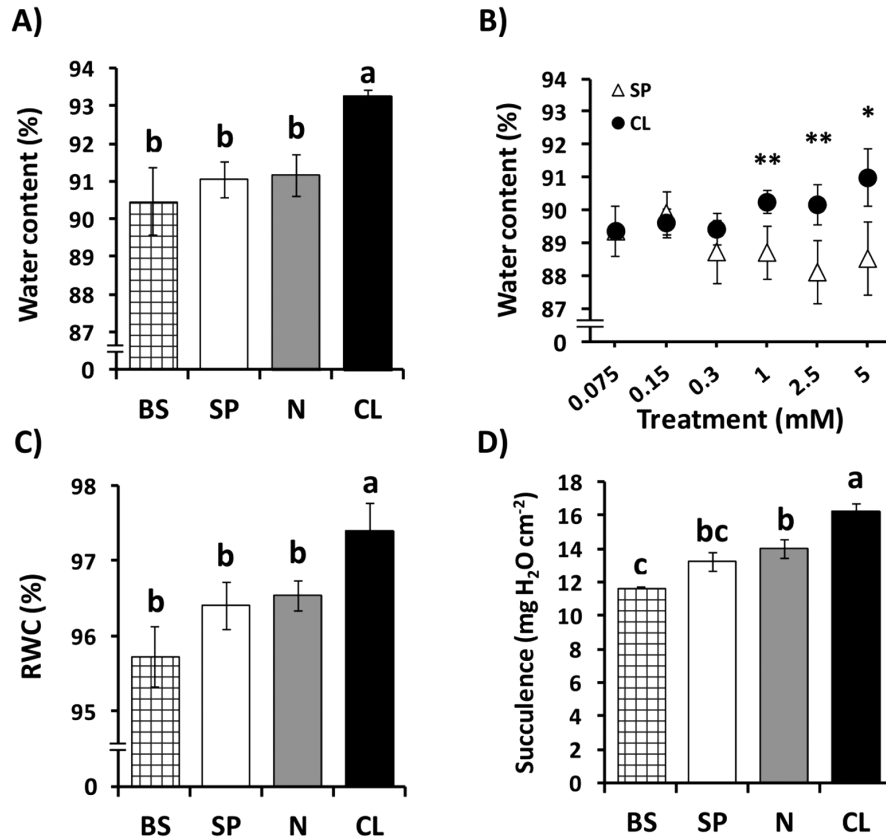 A)
Water content (%)
94
93
92
91
90
89
88
87
0
b
b
b
a
BS SP N CL
B)
Water content (%)
94
93
92
91
90
89
88
87
0
SP
CL
**
**
*
0.075 0.15 0.3 1 2.5 5
Treatment (mM)
C)
RWC (%)
98
97
96
95
0
b
b
b
a
BS SP N CL
D)
Succulence (mg H₂O cm⁻²)
18
16
14
12
10
8
6
4
2
0
c
bc
b
a
BS SP N CL